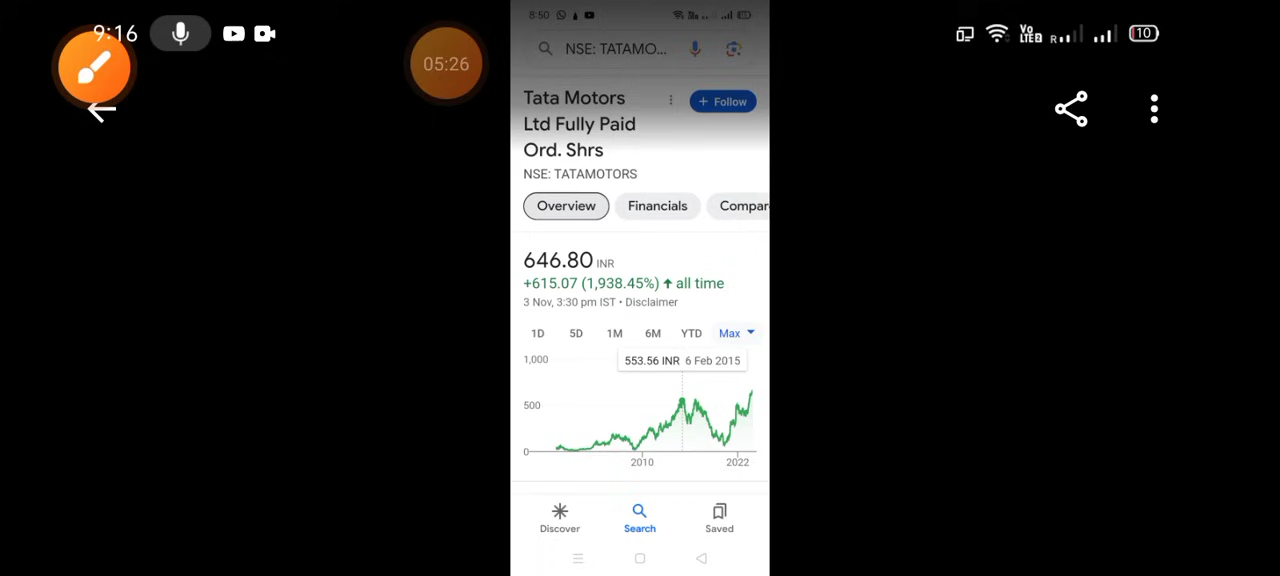 9:16
05:26
Vo
LTE2
R
10
8:50
NSE: TATAMO...
Tata Motors
Ltd Fully Paid
Ord. Shrs
+ Follow
NSE: TATAMOTORS
Overview
Financials
Compar
646.80 INR
+615.07 (1,938.45%) ↑ all time
3 Nov, 3:30 pm IST • Disclaimer
1D 5D 1M 6M YTD Max
553.56 INR 6 Feb 2015
1,000
500
0
2010
2022
Discover
Search
Saved